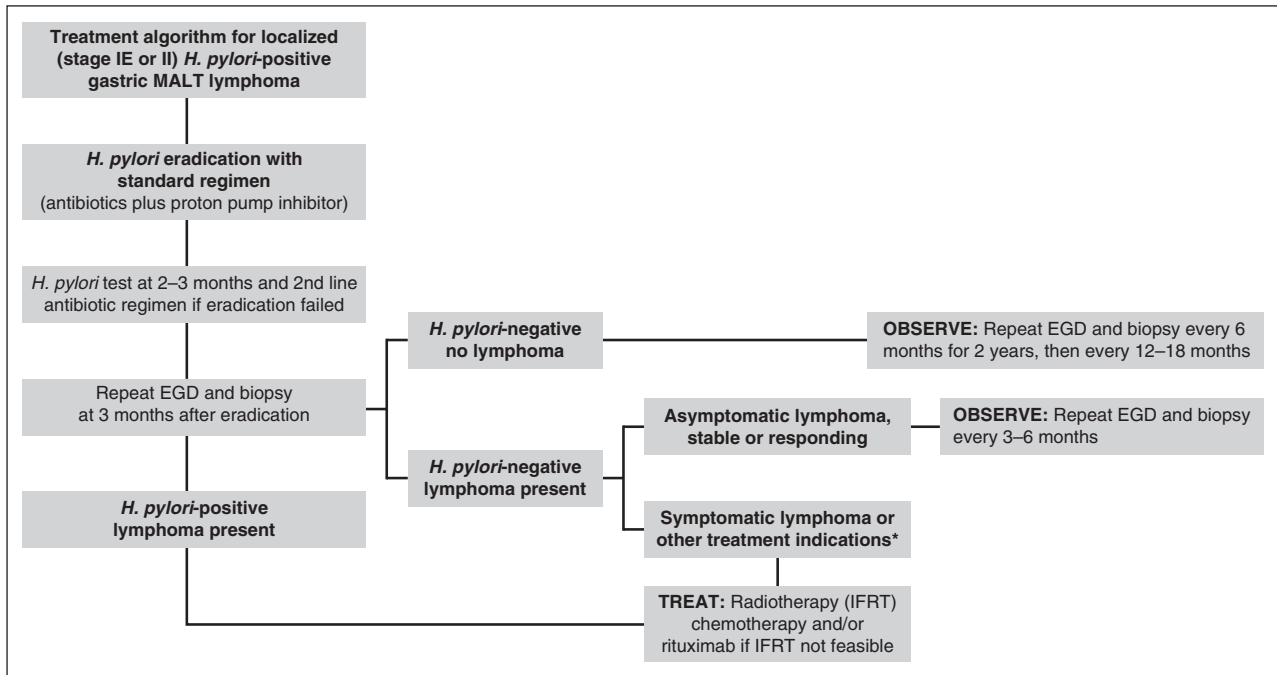 Treatment algorithm for localized
(stage IE or II) H. pylori-positive
gastric MALT lymphoma
H. pylori eradication with
standard regimen
(antibiotics plus proton pump inhibitor)
H. pylori test at 2–3 months and 2nd line
antibiotic regimen if eradication failed
Repeat EGD and biopsy
at 3 months after eradication
H. pylori-positive
lymphoma present
H. pylori-negative
no lymphoma
OBSERVE: Repeat EGD and biopsy every 6
months for 2 years, then every 12–18 months
H. pylori-negative
lymphoma present
Asymptomatic lymphoma,
stable or responding
OBSERVE: Repeat EGD and biopsy
every 3–6 months
Symptomatic lymphoma or
other treatment indications*
TREAT: Radiotherapy (IFRT)
chemotherapy and/or
rituximab if IFRT not feasible